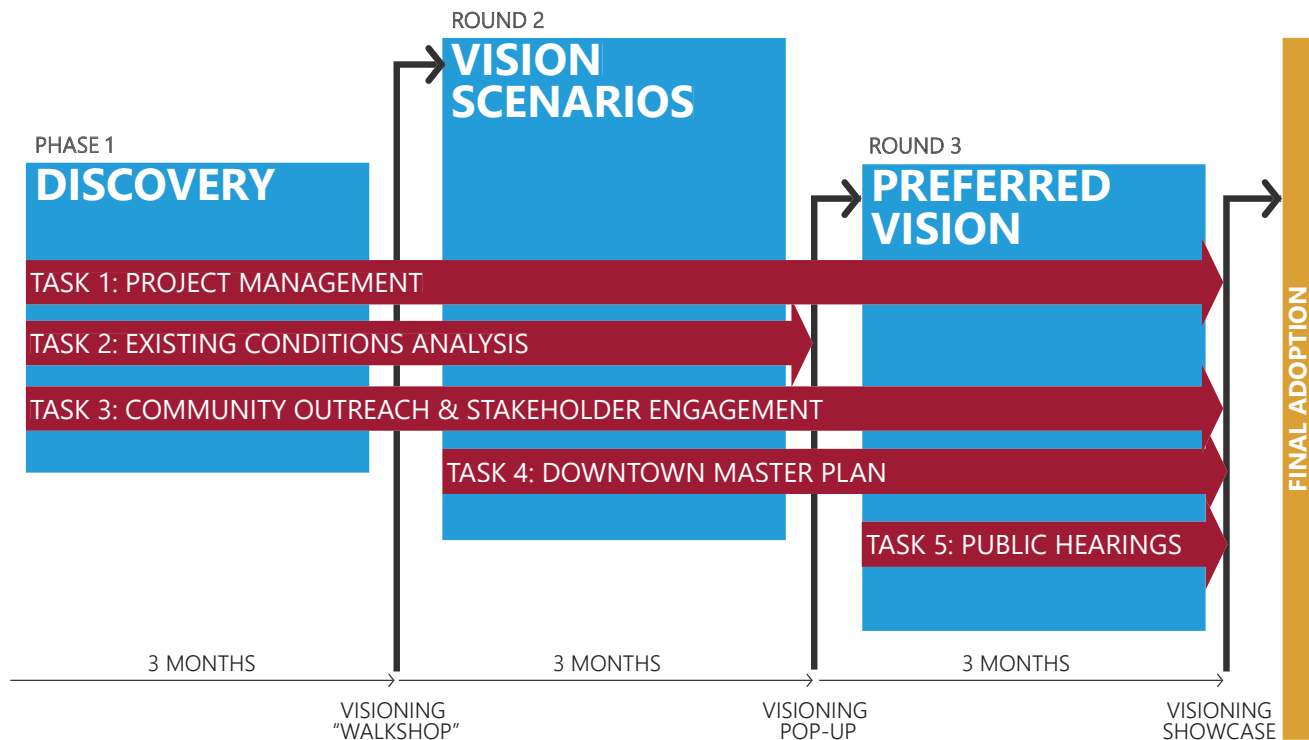 ROUND 2
VISION
SCENARIOS
PHASE 1
DISCOVERY
ROUND 3
PREFERRED
VISION
TASK 1: PROJECT MANAGEMENT
TASK 2: EXISTING CONDITIONS ANALYSIS
TASK 3: COMMUNITY OUTREACH & STAKEHOLDER ENGAGEMENT
TASK 4: DOWNTOWN MASTER PLAN
TASK 5: PUBLIC HEARINGS
FINAL ADOPTION
3 MONTHS
3 MONTHS
3 MONTHS
VISIONING
“WALKSHOP”
VISIONING
POP-UP
VISIONING
SHOWCASE